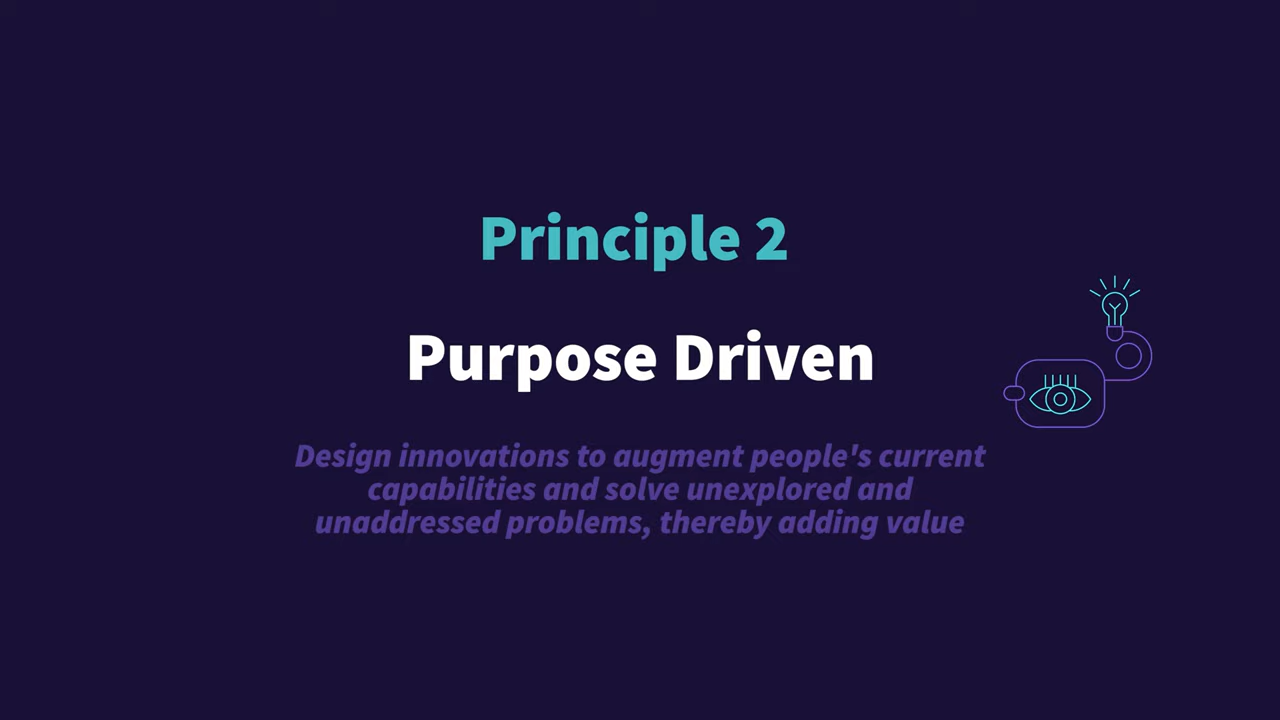 Principle 2
Purpose Driven
Design innovations to augment people's current
capabilities and solve unexplored and
unaddressed problems, thereby adding value